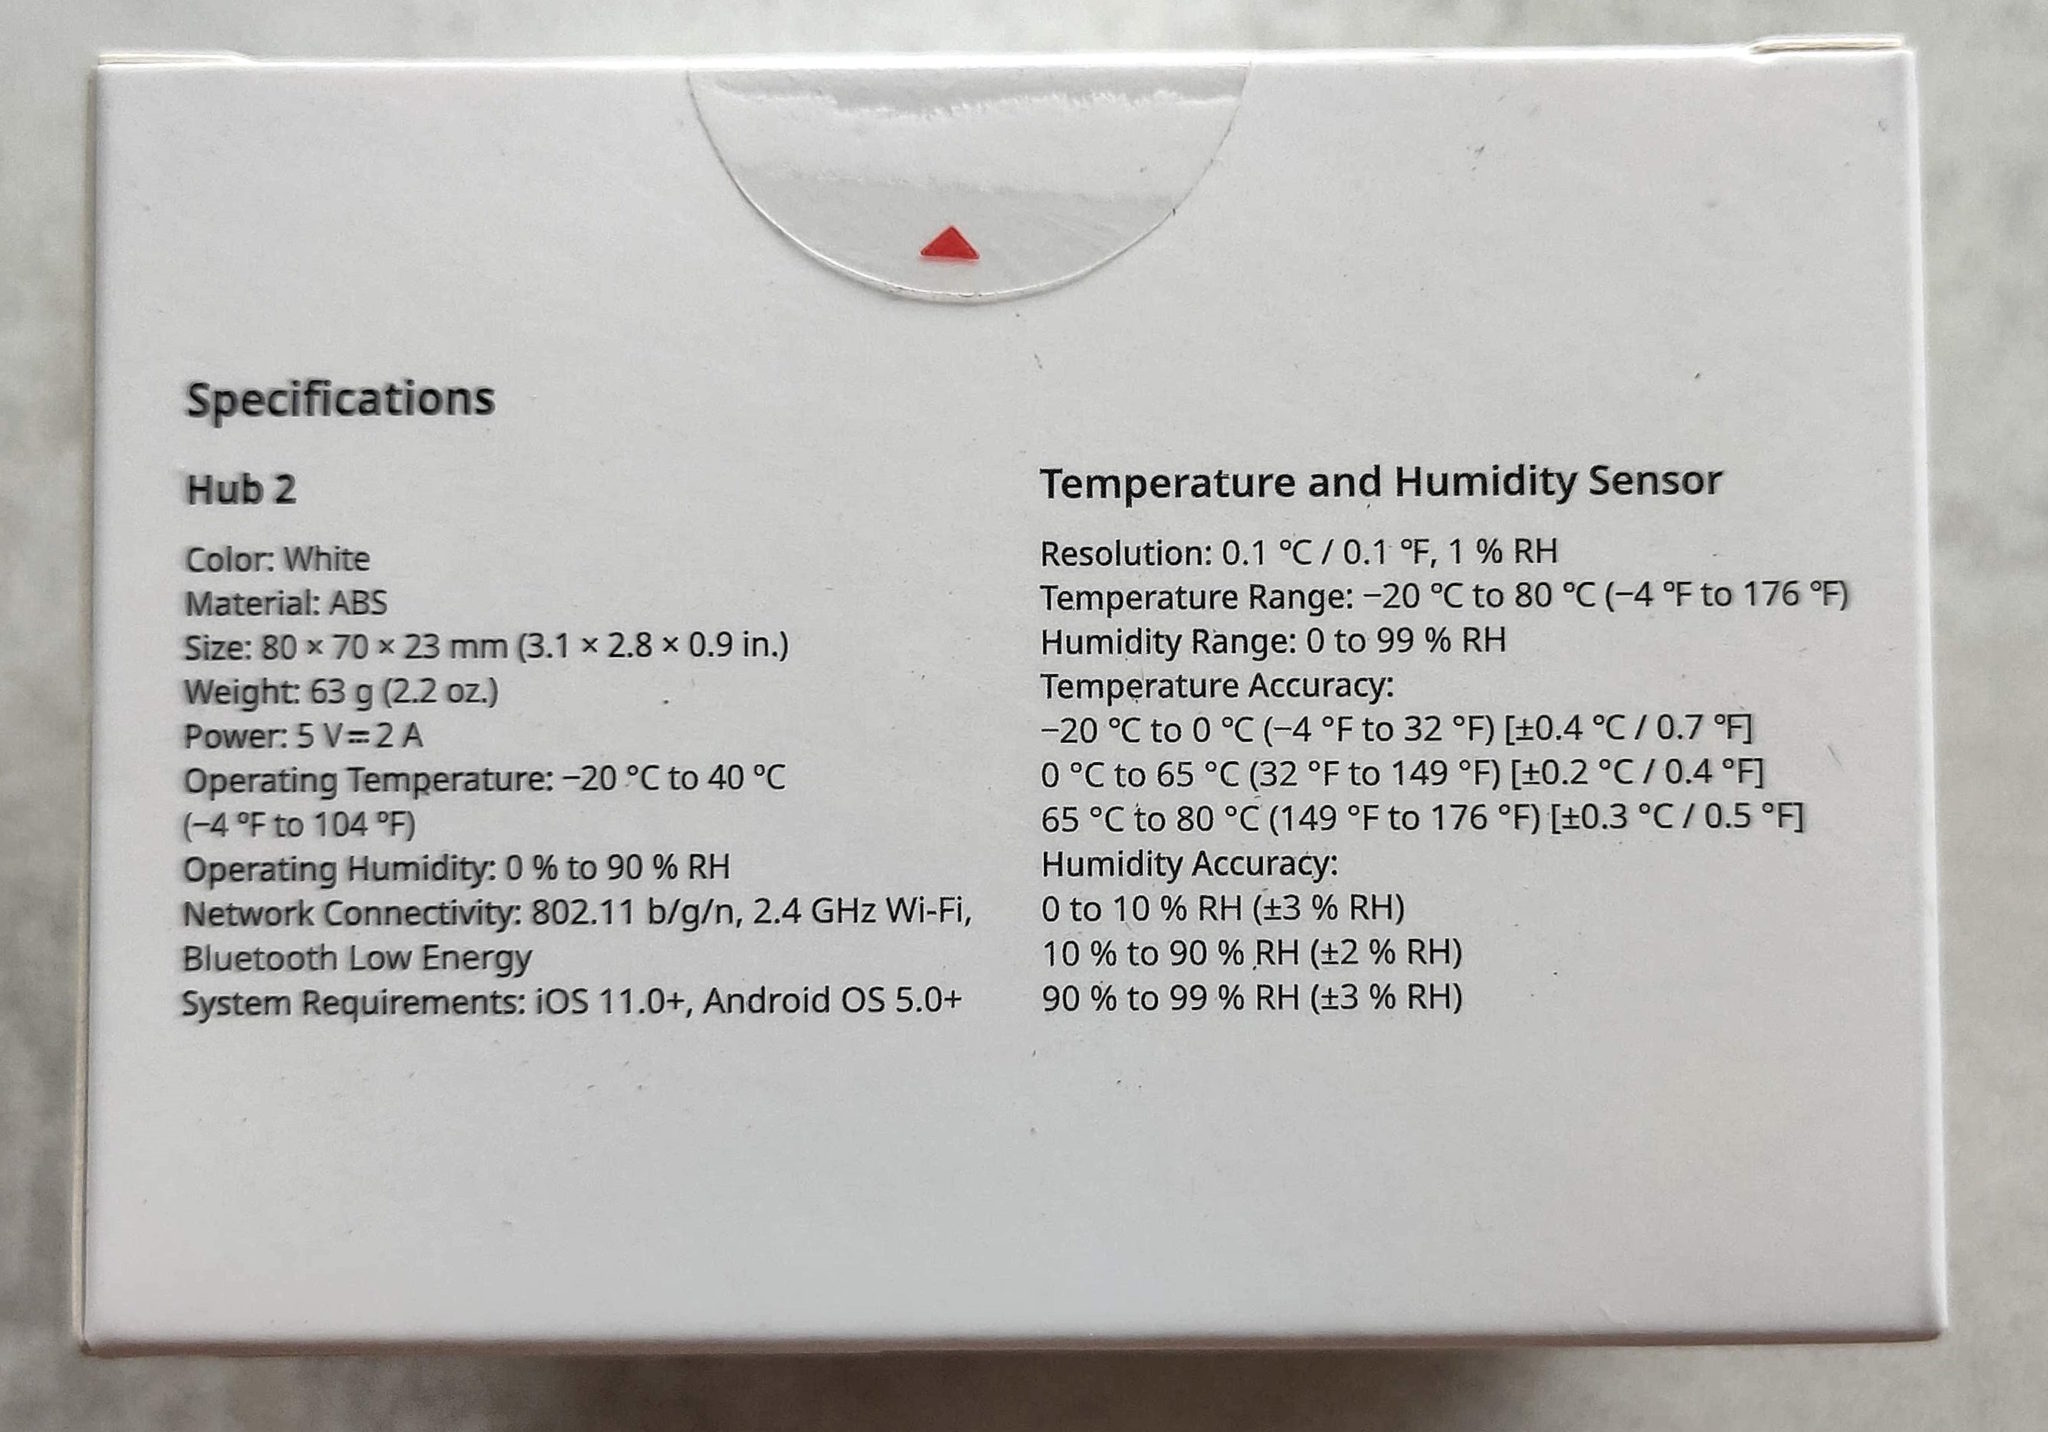 Specifications
Hub 2
Color: White
Material: ABS
Size: 80 × 70 × 23 mm (3.1 × 2.8 × 0.9 in.)
Weight: 63 g (2.2 oz.)
Power: 5 V⎓2 A
Operating Temperature: −20 °C to 40 °C
(−4 °F to 104 °F)
Operating Humidity: 0 % to 90 % RH
Network Connectivity: 802.11 b/g/n, 2.4 GHz Wi-Fi,
Bluetooth Low Energy
System Requirements: iOS 11.0+, Android OS 5.0+
Temperature and Humidity Sensor
Resolution: 0.1 °C / 0.1 °F, 1 % RH
Temperature Range: −20 °C to 80 °C (−4 °F to 176 °F)
Humidity Range: 0 to 99 % RH
Temperature Accuracy:
−20 °C to 0 °C (−4 °F to 32 °F) [±0.4 °C / 0.7 °F]
0 °C to 65 °C (32 °F to 149 °F) [±0.2 °C / 0.4 °F]
65 °C to 80 °C (149 °F to 176 °F) [±0.3 °C / 0.5 °F]
Humidity Accuracy:
0 to 10 % RH (±3 % RH)
10 % to 90 % RH (±2 % RH)
90 % to 99 % RH (±3 % RH)